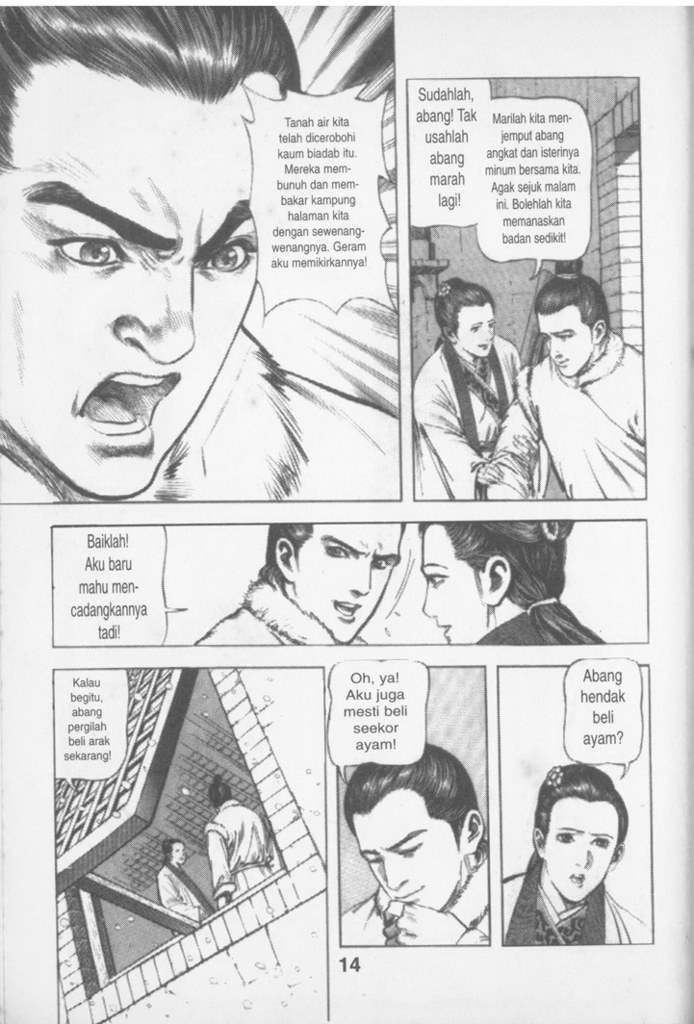 Tanah air kita
telah dicerobohi
kaum biadab itu.
Mereka mem-
bunuh dan mem-
bakar kampung
halaman kita
dengan sewenang-
wenangnya. Geram
aku memikirkannya!
Sudahlah,
abang! Tak
usahlah
abang
marah
lagi!
Marilah kita men-
jemput abang
angkat dan isterinya
minum bersama kita.
Agak sejuk malam
ini. Bolehlah kita
memanaskan
badan sedikit!
Baiklah!
Aku baru
mahu men-
cadangkannya
tadi!
Kalau
begitu,
abang
pergilah
beli arak
sekarang!
Oh, ya!
Aku juga
mesti beli
seekor
ayam!
Abang
hendak
beli
ayam?
14